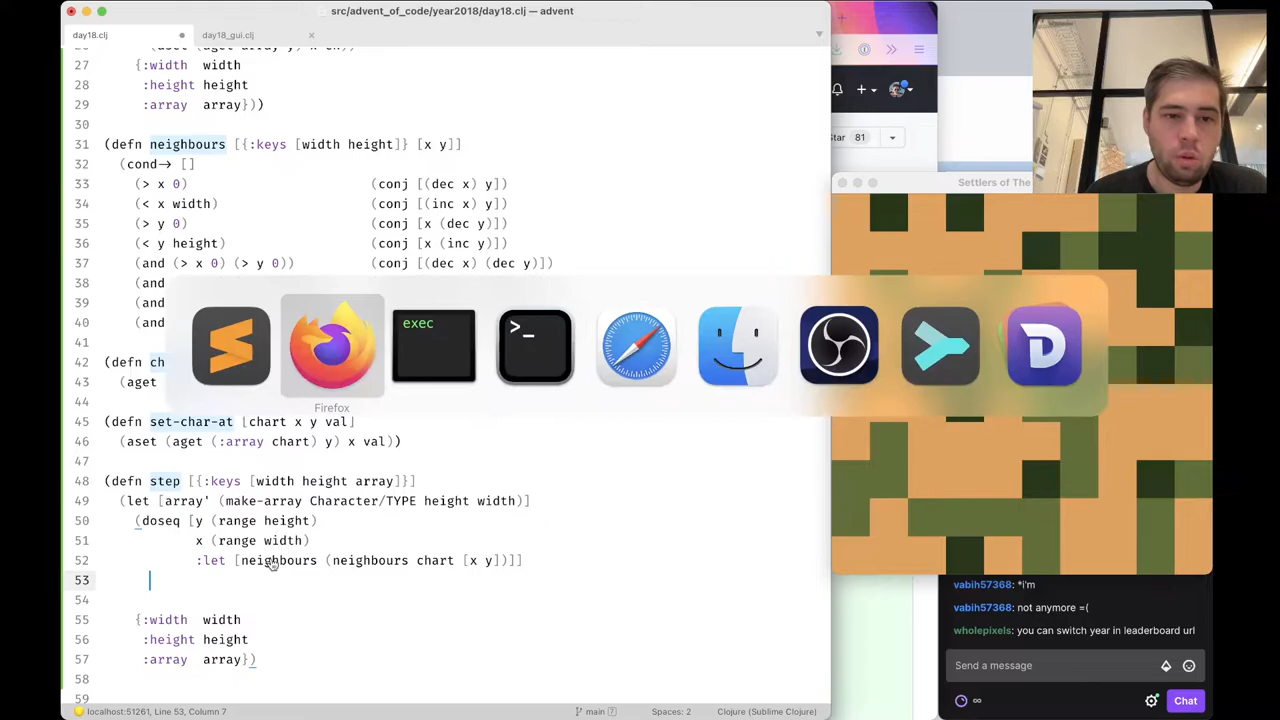 src/advent_of_code/year2018/day18.clj — advent
day18.clj
day18_gui.clj
27 {:width width
28 :height height
29 :array array}))
30
31 (defn neighbours [{:keys [width height]} [x y]]
32 (cond-> []
33 (> x 0) (conj [(dec x) y])
34 (< x width) (conj [(inc x) y])
35 (> y 0) (conj [x (dec y)])
36 (< y height) (conj [x (inc y)])
37 (and (> x 0) (> y 0)) (conj [(dec x) (dec y)])
38 (and
39 (and
40 (and
41
42 (defn ch
43 (aget
44
45 (defn set-char-at [chart x y val]
46 (aset (aget (:array chart) y) x val))
47
48 (defn step [{:keys [width height array]}]
49 (let [array' (make-array Character/TYPE height width)]
50 (doseq [y (range height)
51 x (range width)
52 :let [neighbours (neighbours chart [x y])]]
53
54
55 {:width width
56 :height height
57 :array array})
58
59
localhost:51261, Line 53, Column 7
main 7
Spaces: 2
Clojure (Sublime Clojure)
exec
>_
Firefox
Star 81
Settlers of The
vabih57368: *i'm
vabih57368: not anymore =(
wholepixels: you can switch year in leaderboard url
Send a message
Chat